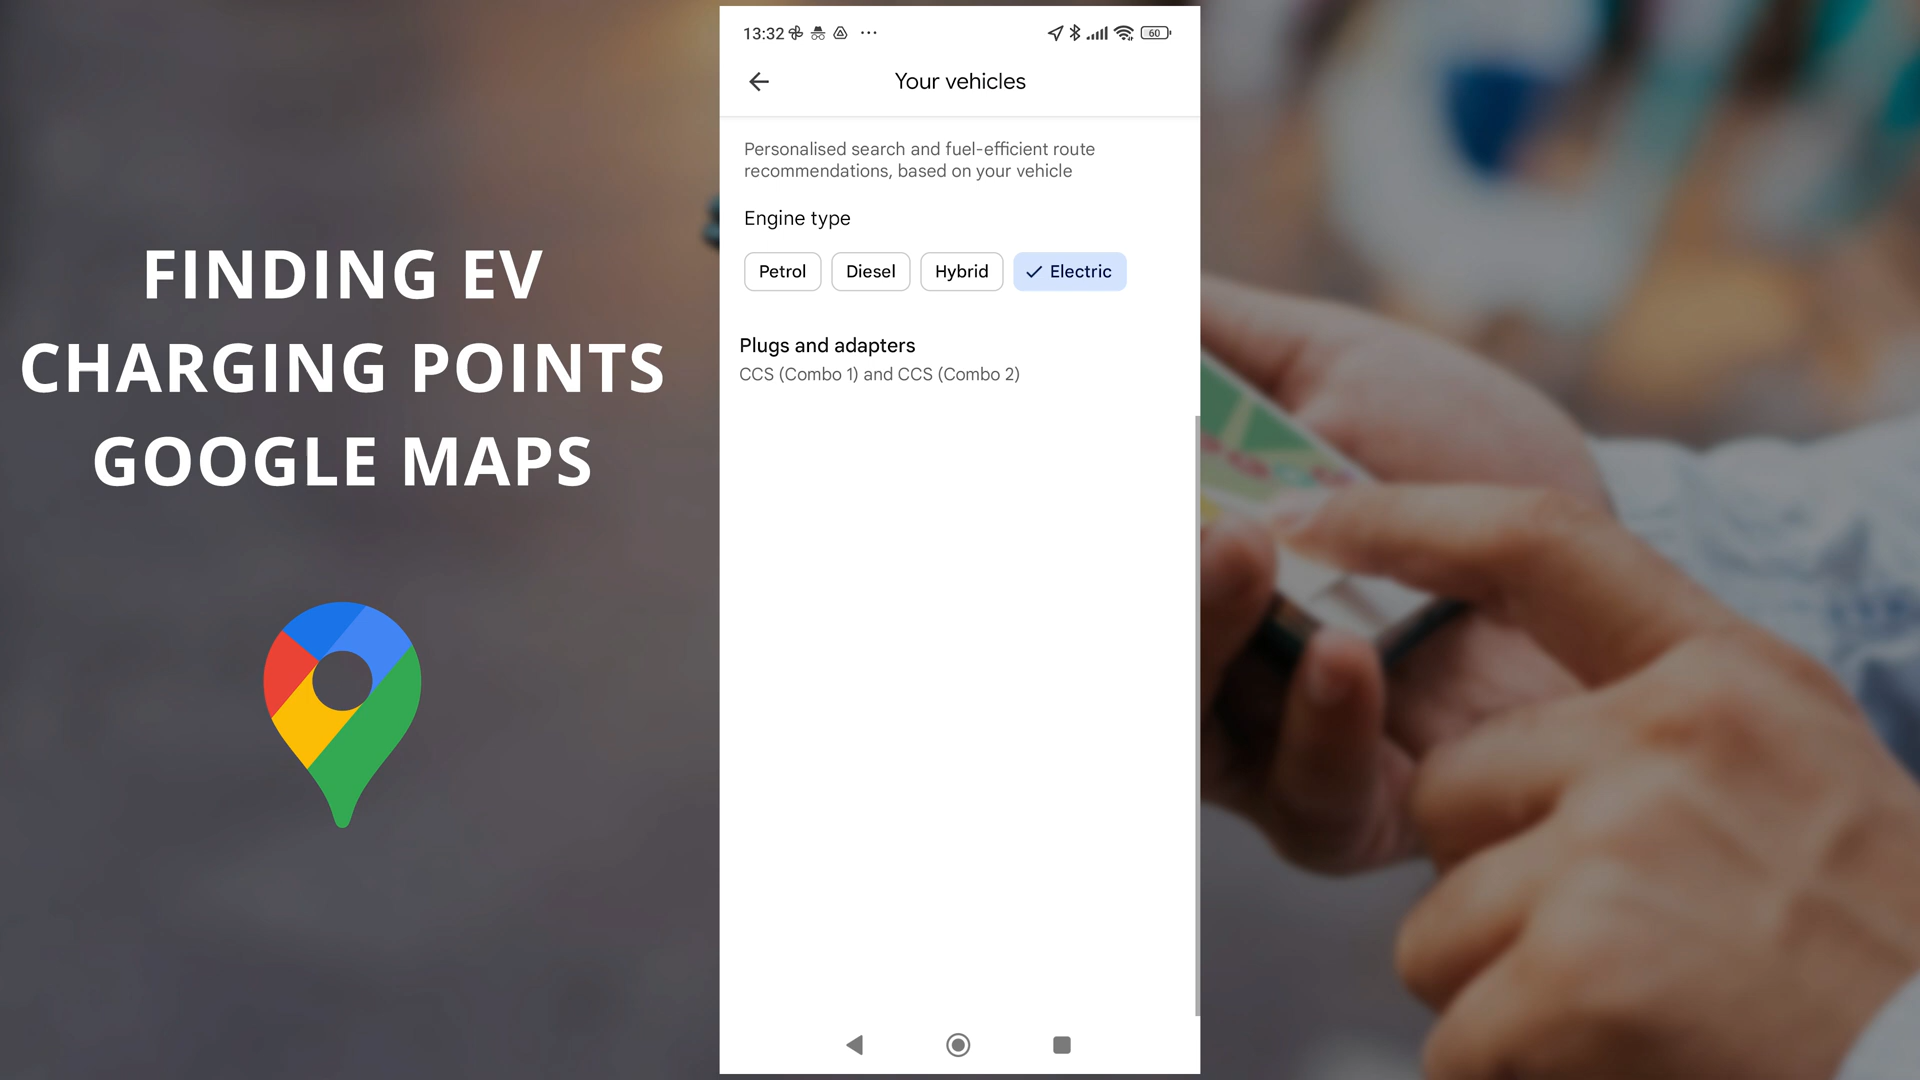 FINDING EV
CHARGING POINTS
GOOGLE MAPS
13:32
60
Your vehicles
Personalised search and fuel-efficient route
recommendations, based on your vehicle
Engine type
Petrol
Diesel
Hybrid
Electric
Plugs and adapters
CCS (Combo 1) and CCS (Combo 2)